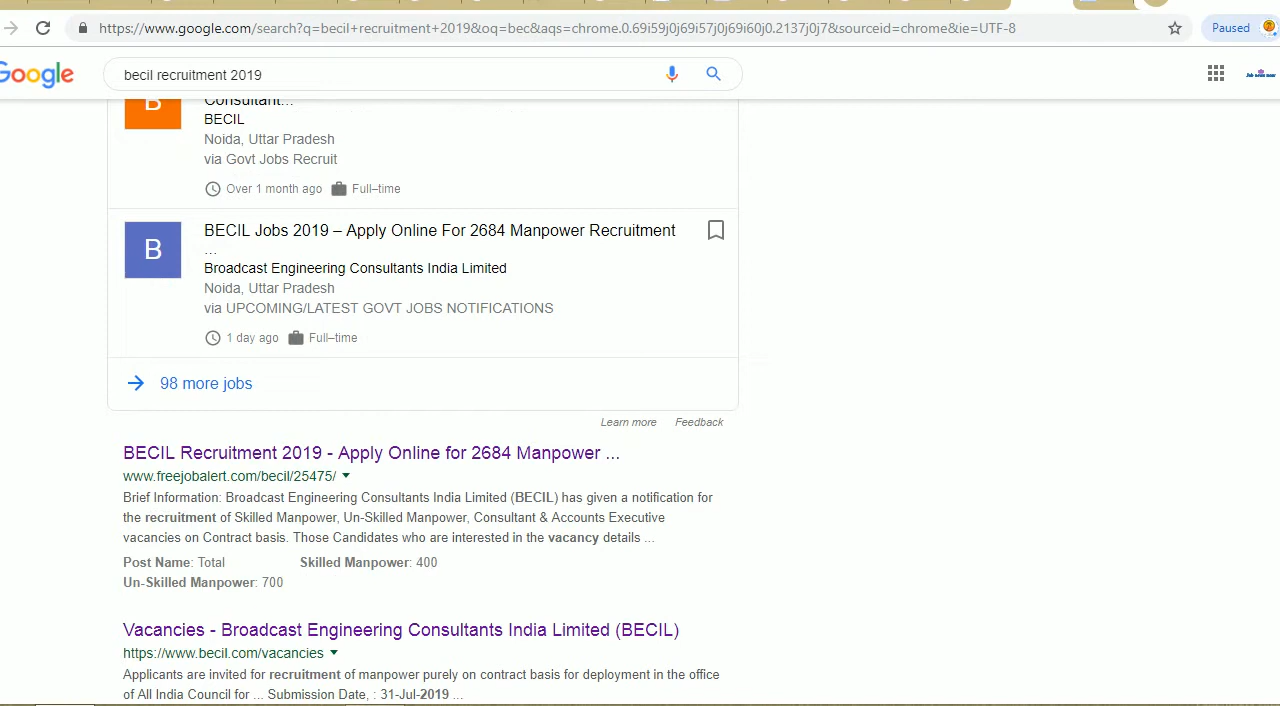 https://www.google.com/search?q=becil+recruitment+2019&oq=bec&aqs=chrome.0.69i59j0j69i57j0j69i60j0.2137j0j7&sourceid=chrome&ie=UTF-8
Paused
Google
becil recruitment 2019
B
Consultant...
BECIL
Noida, Uttar Pradesh
via Govt Jobs Recruit
Over 1 month ago Full–time
B
BECIL Jobs 2019 – Apply Online For 2684 Manpower Recruitment
...
Broadcast Engineering Consultants India Limited
Noida, Uttar Pradesh
via UPCOMING/LATEST GOVT JOBS NOTIFICATIONS
1 day ago Full–time
98 more jobs
Learn more Feedback
BECIL Recruitment 2019 - Apply Online for 2684 Manpower ...
www.freejobalert.com/becil/25475/
Brief Information: Broadcast Engineering Consultants India Limited (BECIL) has given a notification for
the recruitment of Skilled Manpower, Un-Skilled Manpower, Consultant & Accounts Executive
vacancies on Contract basis. Those Candidates who are interested in the vacancy details ...
Post Name: Total Skilled Manpower: 400
Un-Skilled Manpower: 700
Vacancies - Broadcast Engineering Consultants India Limited (BECIL)
https://www.becil.com/vacancies
Applicants are invited for recruitment of manpower purely on contract basis for deployment in the office
of All India Council for ... Submission Date, : 31-Jul-2019 ...